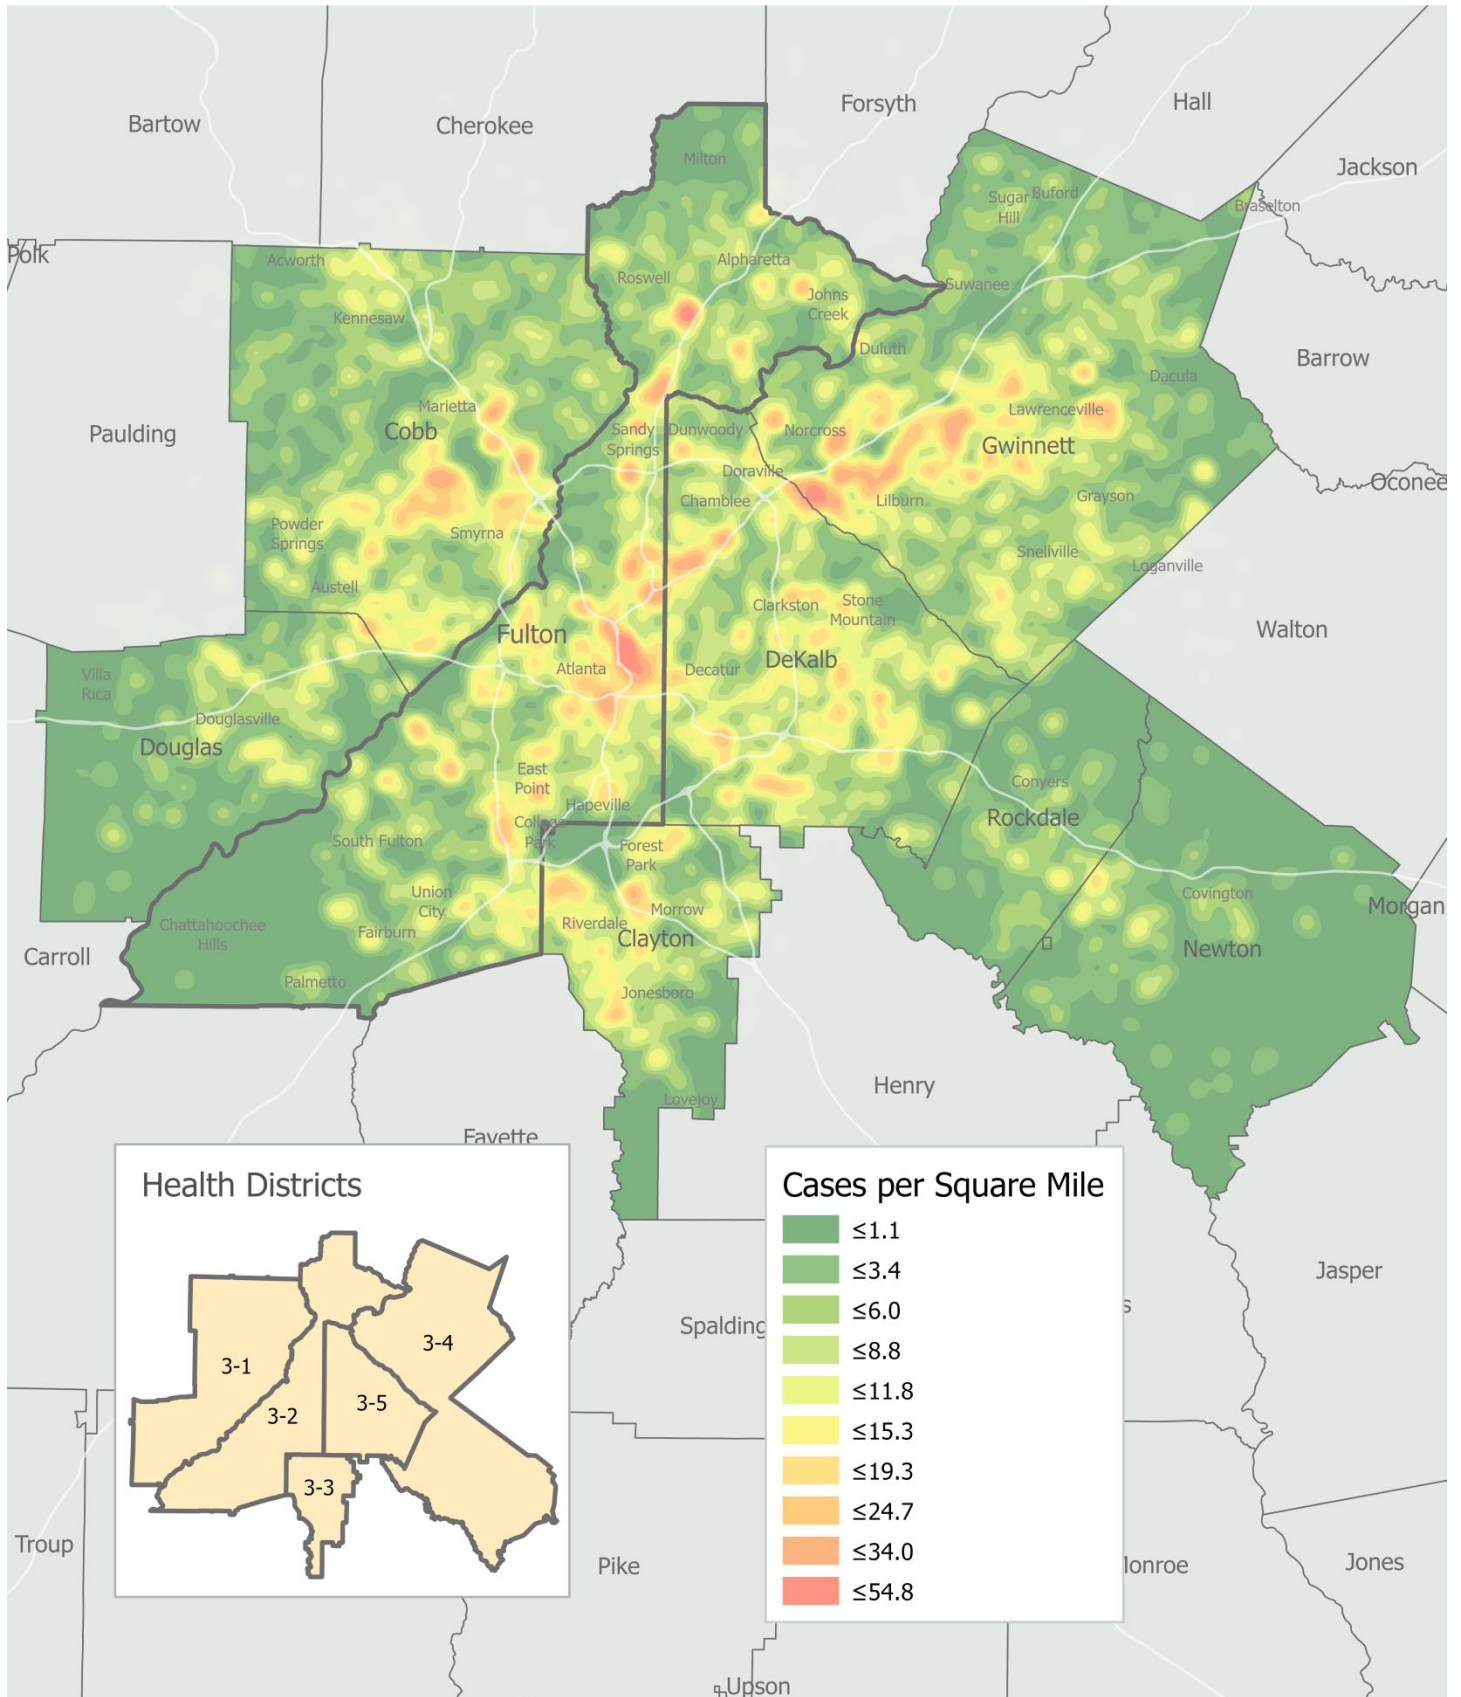 Forsyth
Hall
Bartow
Cherokee
Milton
Jackson
Sugar
Hill
Buford
Braselton
Polk
Acworth
Alpharetta
Roswell
Suwanee
Johns
Creek
Kennesaw
Duluth
Barrow
Dacula
Marietta
Lawrenceville
Paulding
Cobb
Sandy
Springs
Dunwoody
Norcross
Gwinnett
Doraville
Oconee
Chamblee
Lilburn
Grayson
Powder
Springs
Smyrna
Snellville
Loganville
Austell
Clarkston
Stone
Mountain
Fulton
Walton
Atlanta
Decatur
DeKalb
Villa
Rica
Douglasville
Douglas
East
Point
Conyers
Hapeville
Rockdale
College
Park
South Fulton
Forest
Park
Union
City
Covington
Morgan
Morrow
Riverdale
Chattahoochee
Hills
Fairburn
Clayton
Newton
Carroll
Palmetto
Jonesboro
Henry
Lovejoy
Fayette
Health Districts
3-1
3-2
3-3
3-4
3-5
Cases per Square Mile
≤1.1
≤3.4
≤6.0
≤8.8
≤11.8
≤15.3
≤19.3
≤24.7
≤34.0
≤54.8
Jasper
Spalding
s
Troup
Pike
onroe
Jones
Upson